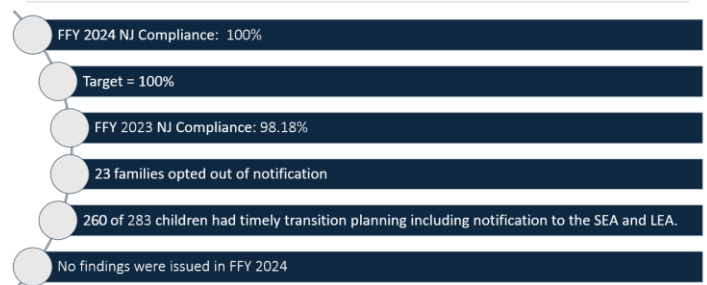 FFY 2024 NJ Compliance: 100%
Target = 100%
FFY 2023 NJ Compliance: 98.18%
23 families opted out of notification
260 of 283 children had timely transition planning including notification to the SEA and LEA.
No findings were issued in FFY 2024